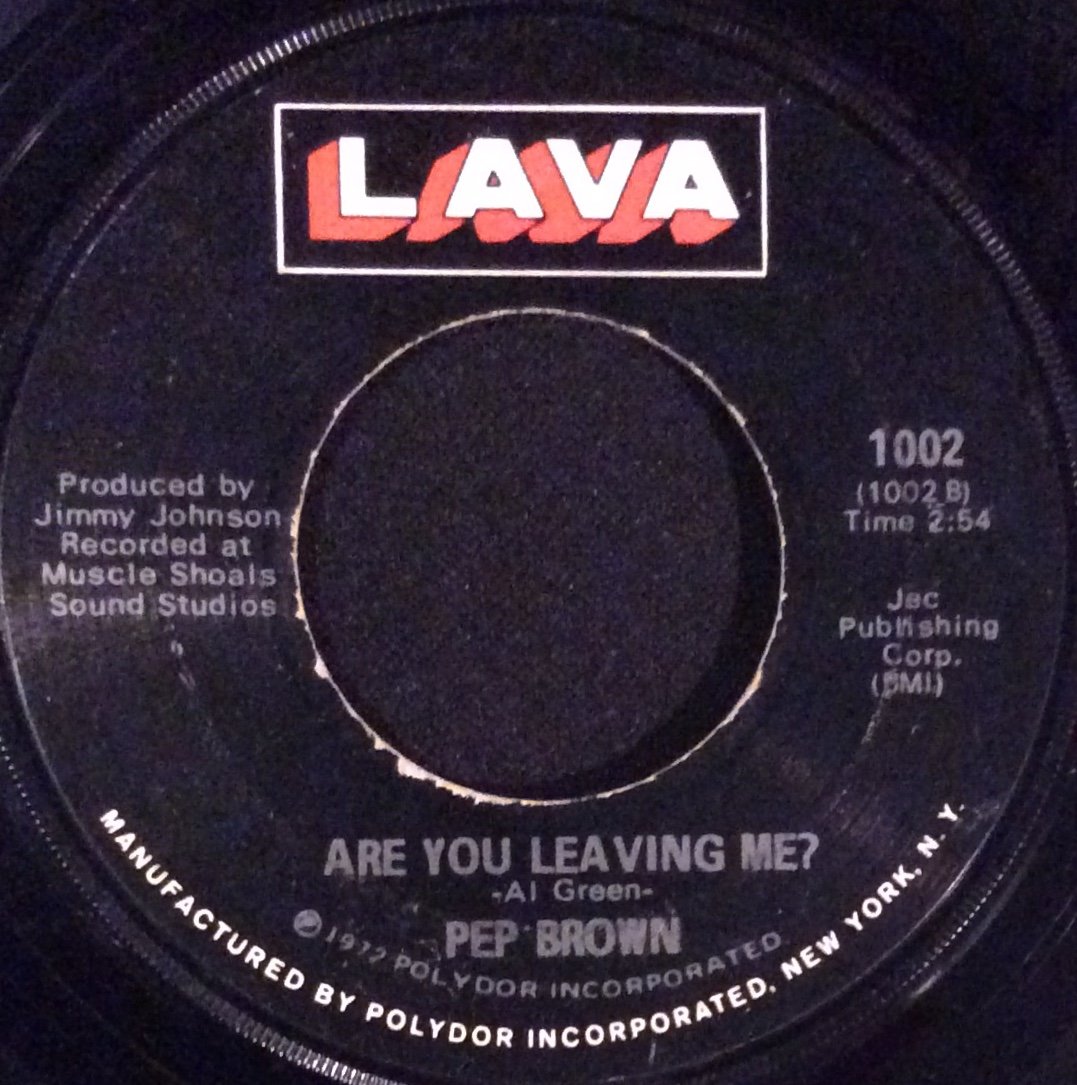 LAVA
Produced by
Jimmy Johnson
Recorded at
Muscle Shoals
Sound Studios
1002
(1002 B)
Time 2:54
Jec
Publishing
Corp.
(BMI)
ARE YOU LEAVING ME?
-Al Green-
PEP BROWN
℗ 1972 POLYDOR INCORPORATED
MANUFACTURED BY POLYDOR INCORPORATED, NEW YORK, N.Y.